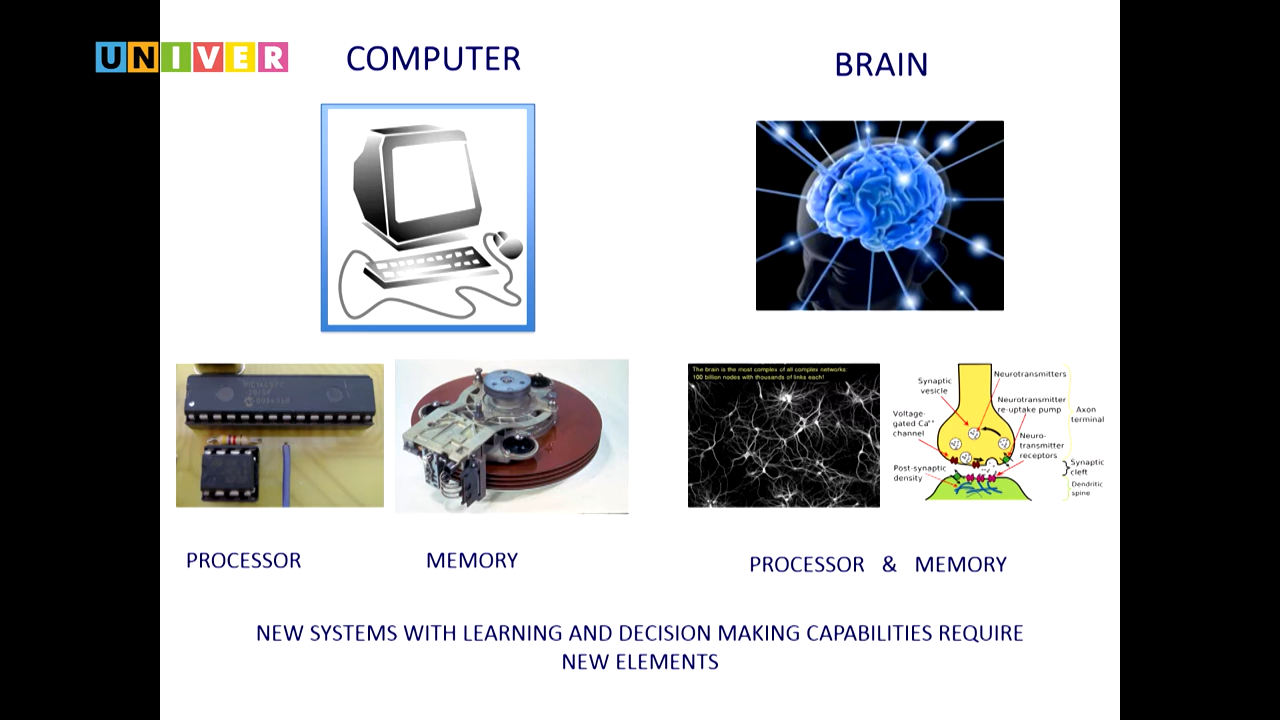 UNIVER
COMPUTER
BRAIN
The brain is the most complex of all complex networks:
100 billion nodes with thousands of links each!
Synaptic
vesicle
Neurotransmitters
Neurotransmitter
re-uptake pump
Axon
terminal
Voltage-
gated Ca++
channel
Neuro-
transmitter
receptors
Synaptic
cleft
Post-synaptic
density
Dendritic
spine
PROCESSOR
MEMORY
PROCESSOR & MEMORY
NEW SYSTEMS WITH LEARNING AND DECISION MAKING CAPABILITIES REQUIRE
NEW ELEMENTS